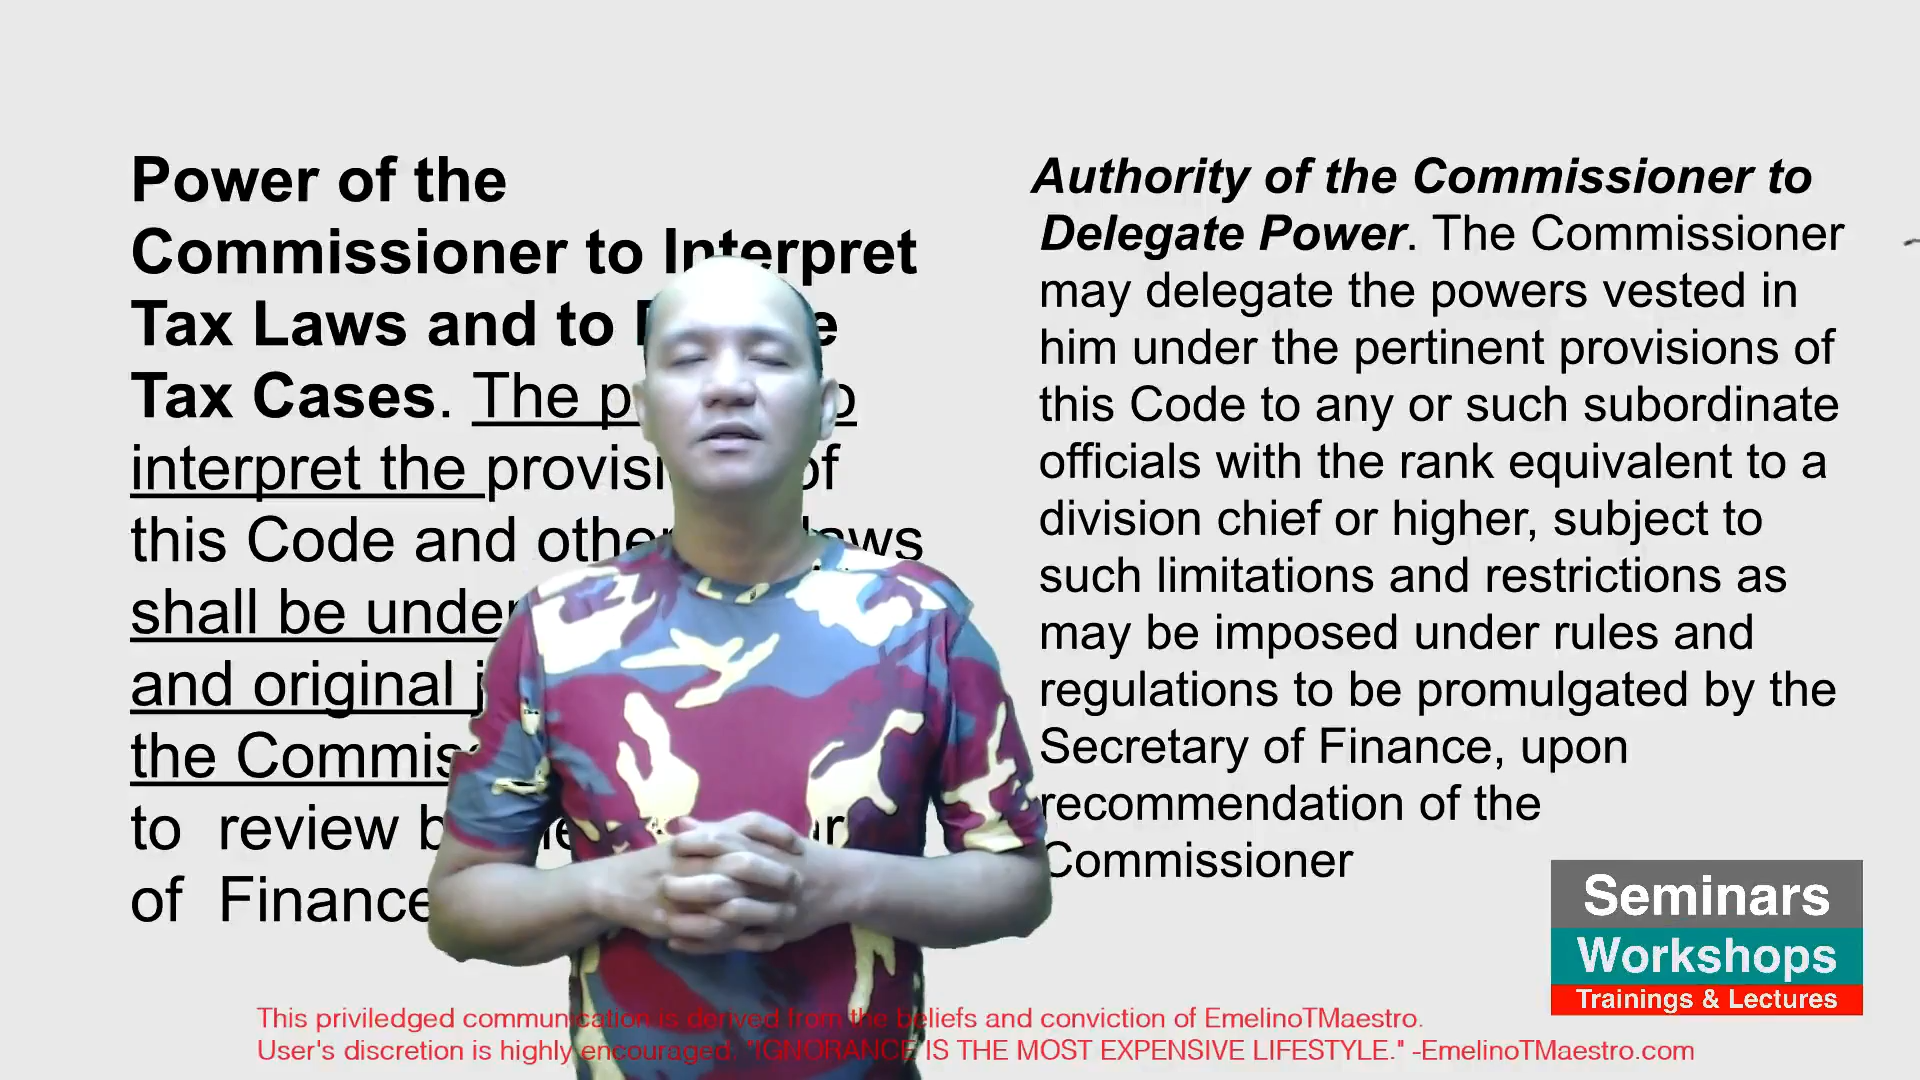 Power of the
Commissioner to Interpret
Tax Laws and to
Tax Cases. The
interpret the of
this Code and
shall be under
and original
the
to review
of Finance
Authority of the Commissioner to
Delegate Power. The Commissioner
may delegate the powers vested in
him under the pertinent provisions of
this Code to any or such subordinate
officials with the rank equivalent to a
division chief or higher, subject to
such limitations and restrictions as
may be imposed under rules and
regulations to be promulgated by the
Secretary of Finance, upon
recommendation of the
Commissioner
Seminars
Workshops
Trainings & Lectures
This priviledged communication is derived from the beliefs and conviction of EmelinoTMaestro.
User's discretion is highly encouraged. "IGNORANCE IS THE MOST EXPENSIVE LIFESTYLE." -EmelinoTMaestro.com